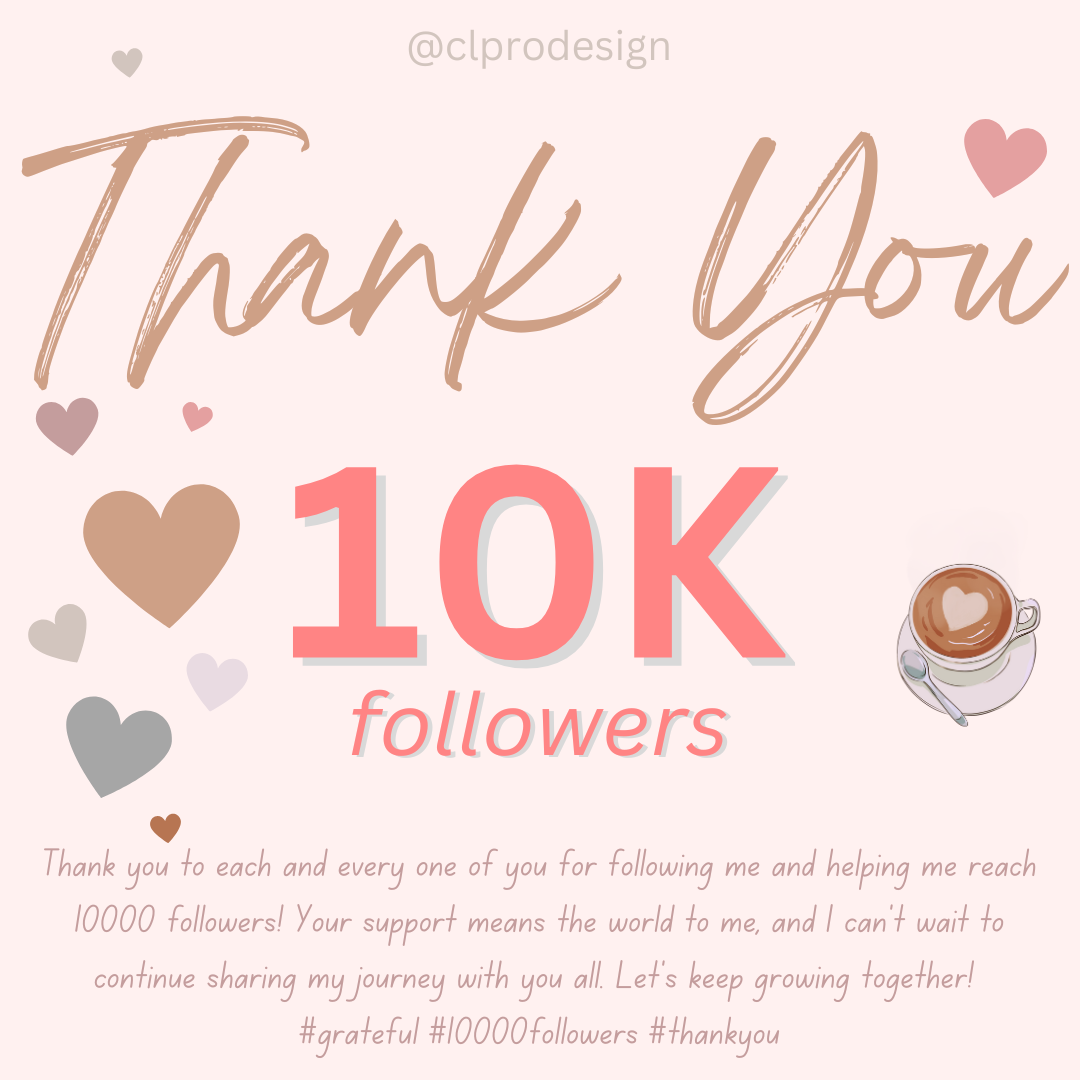 @clprodesign
Thank You
10K
followers
Thank you to each and every one of you for following me and helping me reach
10000 followers! Your support means the world to me, and I can't wait to
continue sharing my journey with you all. Let's keep growing together!
#grateful #10000followers #thankyou